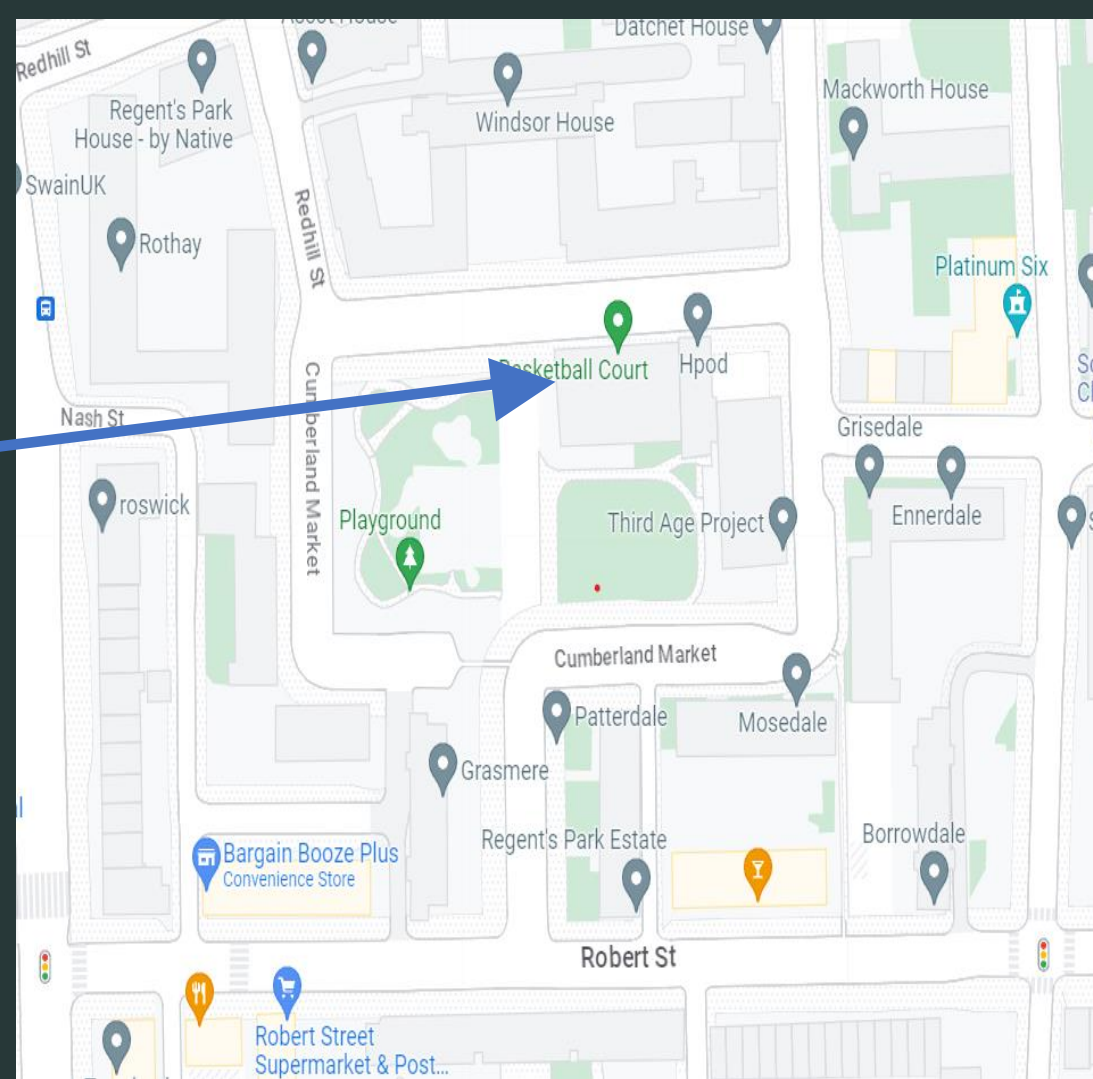 Datchet House
Redhill St
Mackworth House
Regent's Park
House - by Native
Windsor House
SwainUK
Redhill St
Rothay
Platinum Six
Basketball Court
Hpod
Cumberland Market
Nash St
Grisedale
roswick
Playground
Third Age Project
Ennerdale
Cumberland Market
Patterdale
Mosedale
Grasmere
Regent's Park Estate
Borrowdale
Bargain Booze Plus
Convenience Store
Robert St
Robert Street
Supermarket & Post...